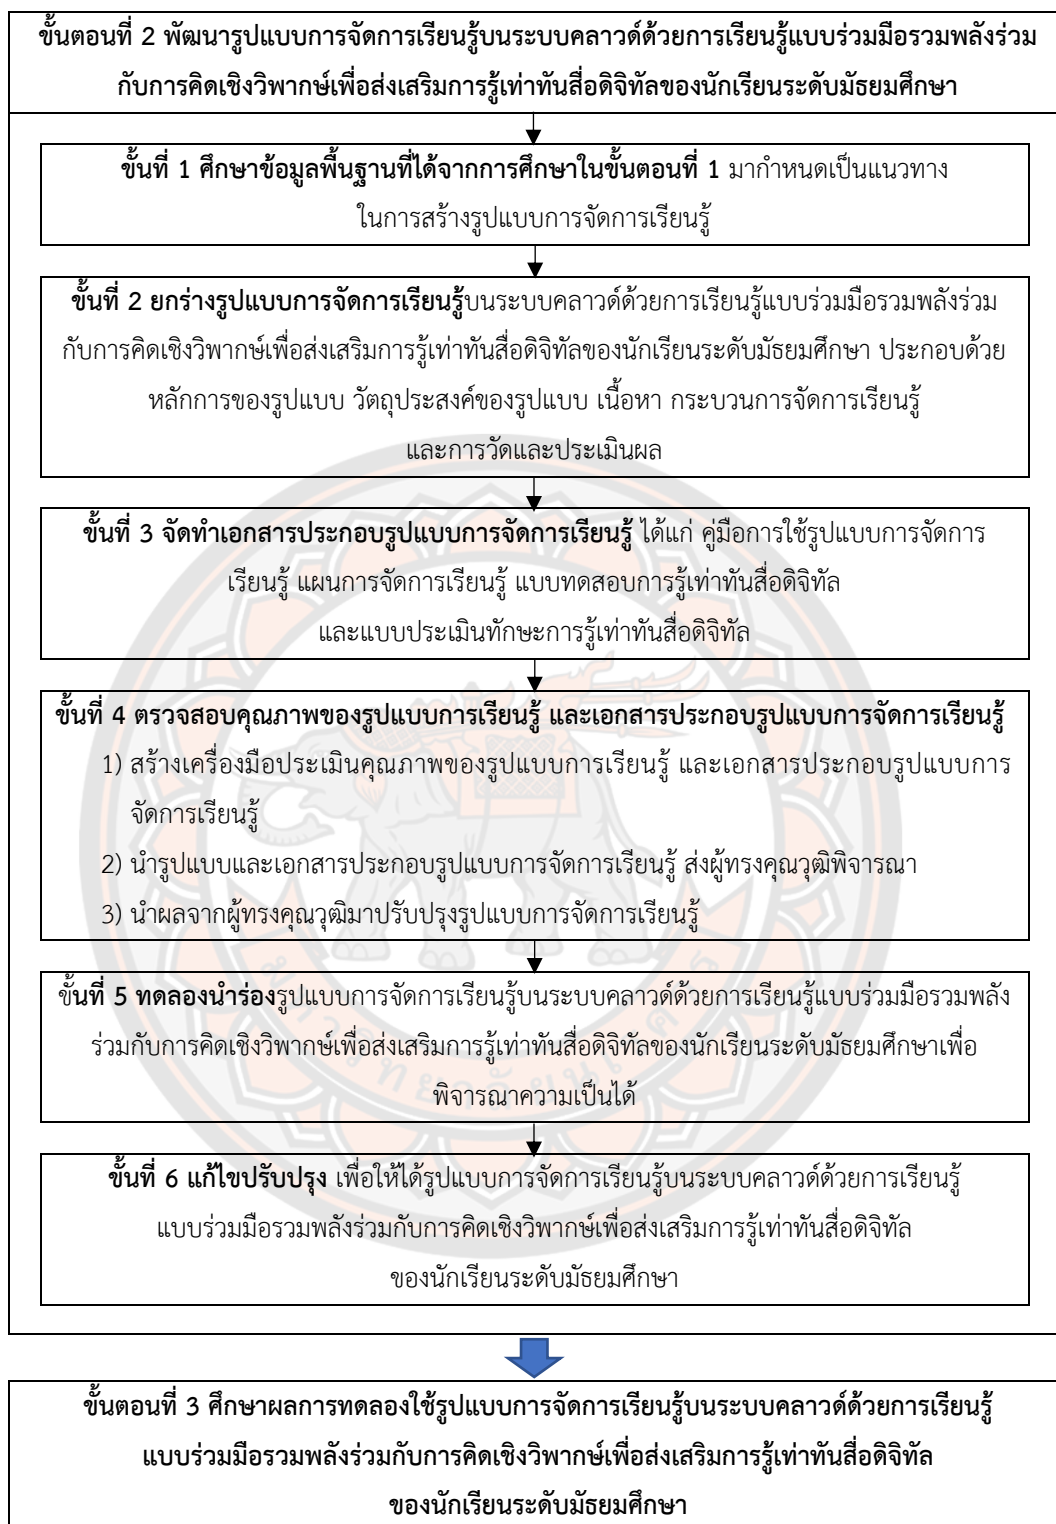 ขั้นตอนที่ 2 พัฒนารูปแบบการจัดการเรียนรู้บนระบบคลาวด์ด้วยการเรียนรู้แบบร่วมมือรวมพลังร่วม
กับการคิดเชิงวิพากษ์เพื่อส่งเสริมการรู้เท่าทันสื่อดิจิทัลของนักเรียนระดับมัธยมศึกษา
ขั้นที่ 1 ศึกษาข้อมูลพื้นฐานที่ได้จากการศึกษาในขั้นตอนที่ 1 มากำหนดเป็นแนวทาง
ในการสร้างรูปแบบการจัดการเรียนรู้
ขั้นที่ 2 ยกร่างรูปแบบการจัดการเรียนรู้บนระบบคลาวด์ด้วยการเรียนรู้แบบร่วมมือรวมพลังร่วม
กับการคิดเชิงวิพากษ์เพื่อส่งเสริมการรู้เท่าทันสื่อดิจิทัลของนักเรียนระดับมัธยมศึกษา ประกอบด้วย
หลักการของรูปแบบ วัตถุประสงค์ของรูปแบบ เนื้อหา กระบวนการจัดการเรียนรู้
และการวัดและประเมินผล
ขั้นที่ 3 จัดทำเอกสารประกอบรูปแบบการจัดการเรียนรู้ ได้แก่ คู่มือการใช้รูปแบบการจัดการ
เรียนรู้ แผนการจัดการเรียนรู้ แบบทดสอบการรู้เท่าทันสื่อดิจิทัล
และแบบประเมินทักษะการรู้เท่าทันสื่อดิจิทัล
ขั้นที่ 4 ตรวจสอบคุณภาพของรูปแบบการเรียนรู้ และเอกสารประกอบรูปแบบการจัดการเรียนรู้
1) สร้างเครื่องมือประเมินคุณภาพของรูปแบบการเรียนรู้ และเอกสารประกอบรูปแบบการ
จัดการเรียนรู้
2) นำรูปแบบและเอกสารประกอบรูปแบบการจัดการเรียนรู้ ส่งผู้ทรงคุณวุฒิพิจารณา
3) นำผลจากผู้ทรงคุณวุฒิมาปรับปรุงรูปแบบการจัดการเรียนรู้
ขั้นที่ 5 ทดลองนำร่องรูปแบบการจัดการเรียนรู้บนระบบคลาวด์ด้วยการเรียนรู้แบบร่วมมือรวมพลัง
ร่วมกับการคิดเชิงวิพากษ์เพื่อส่งเสริมการรู้เท่าทันสื่อดิจิทัลของนักเรียนระดับมัธยมศึกษาเพื่อ
พิจารณาความเป็นได้
ขั้นที่ 6 แก้ไขปรับปรุง เพื่อให้ได้รูปแบบการจัดการเรียนรู้บนระบบคลาวด์ด้วยการเรียนรู้
แบบร่วมมือรวมพลังร่วมกับการคิดเชิงวิพากษ์เพื่อส่งเสริมการรู้เท่าทันสื่อดิจิทัล
ของนักเรียนระดับมัธยมศึกษา
ขั้นตอนที่ 3 ศึกษาผลการทดลองใช้รูปแบบการจัดการเรียนรู้บนระบบคลาวด์ด้วยการเรียนรู้
แบบร่วมมือรวมพลังร่วมกับการคิดเชิงวิพากษ์เพื่อส่งเสริมการรู้เท่าทันสื่อดิจิทัล
ของนักเรียนระดับมัธยมศึกษา